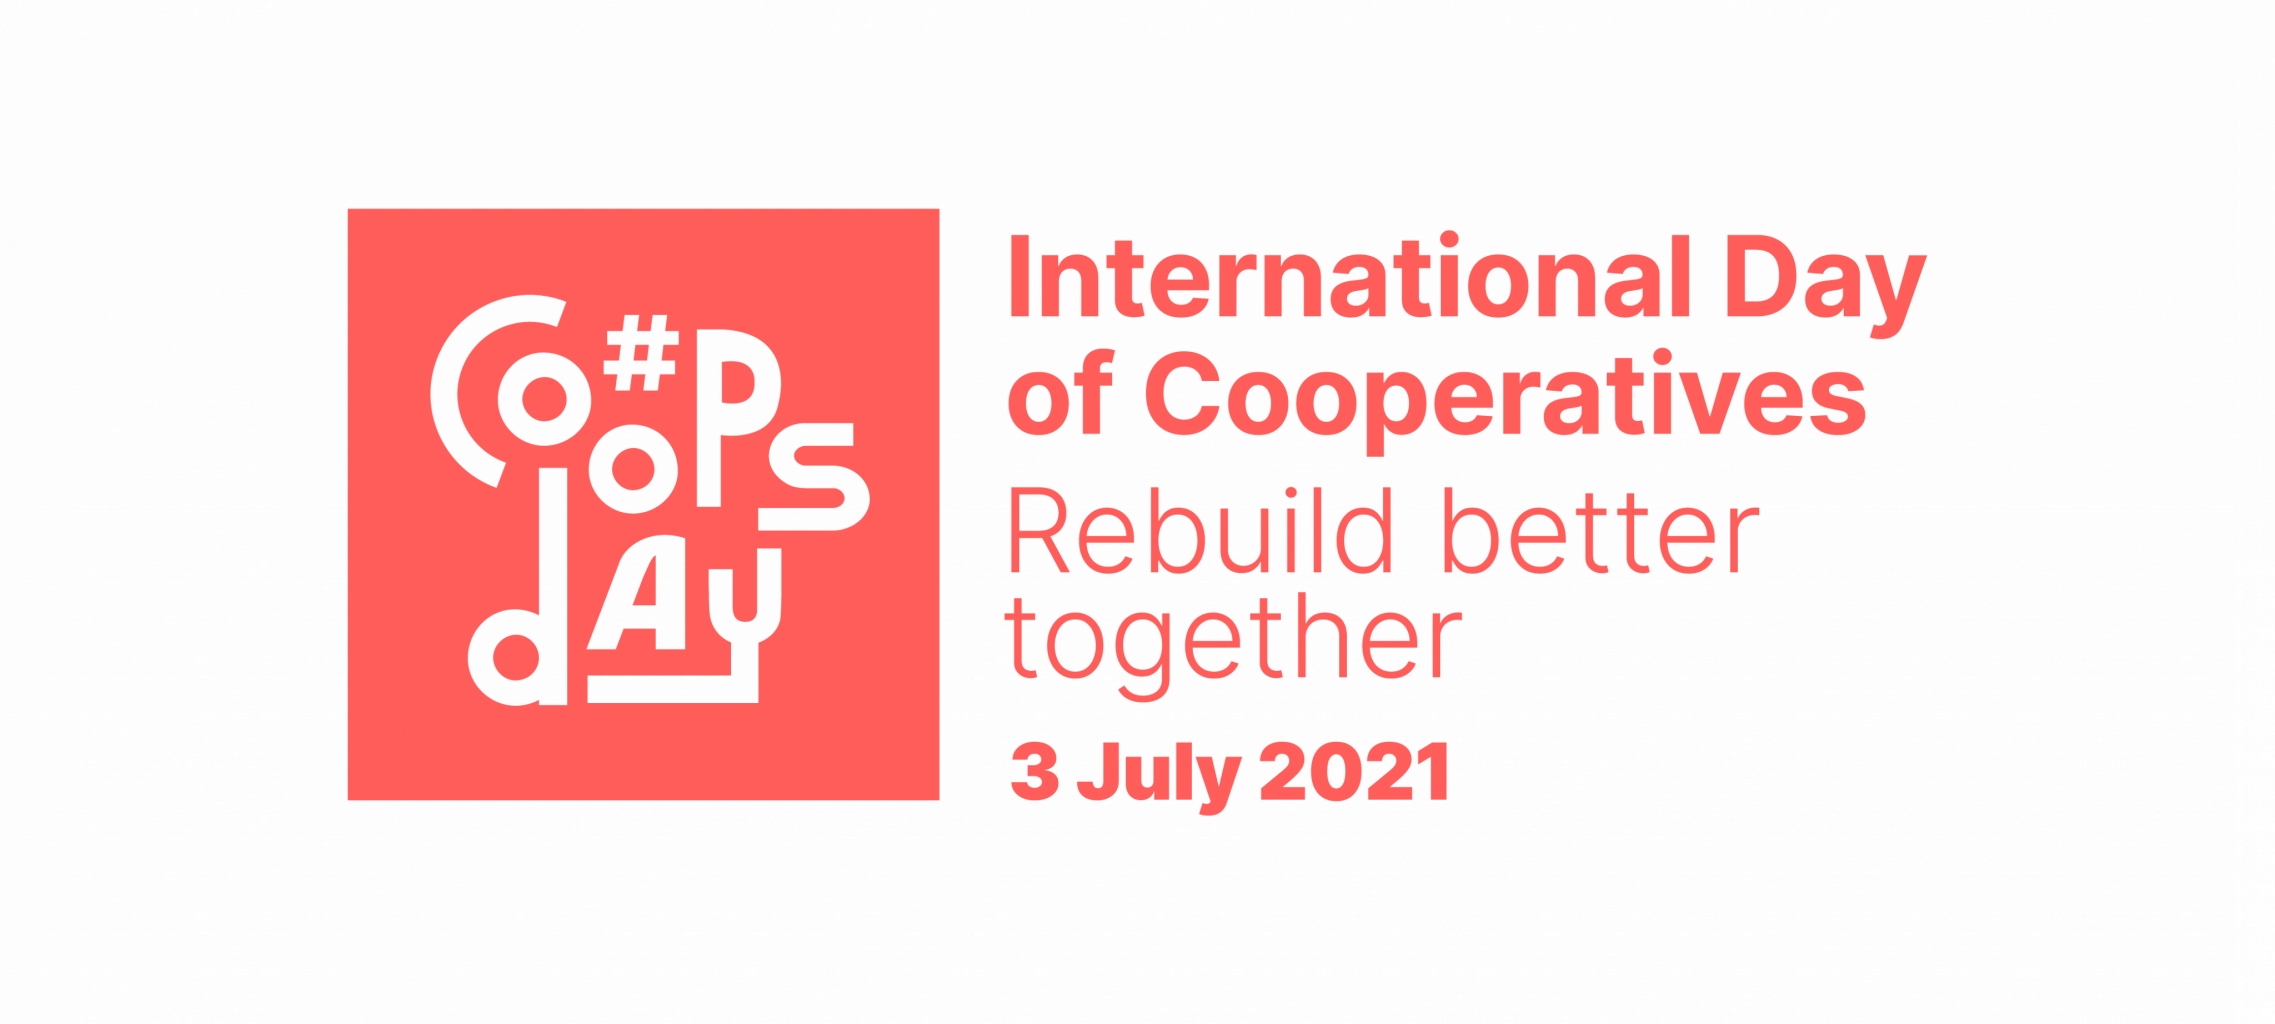 #CoopsdAy
International Day
of Cooperatives
Rebuild better
together
3 July 2021